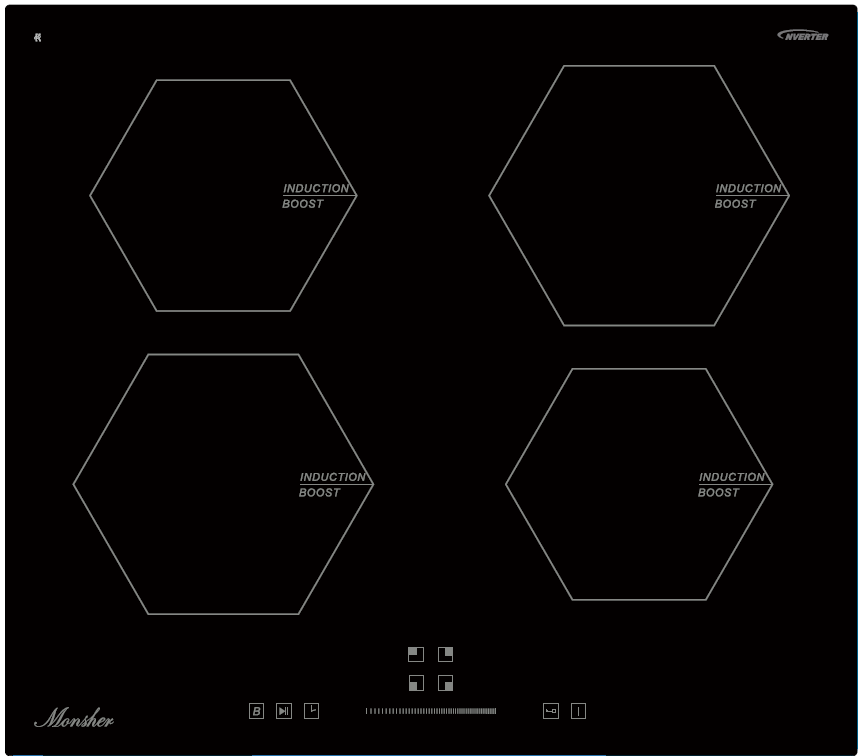 NVERTER
INDUCTION
BOOST
INDUCTION
BOOST
INDUCTION
BOOST
INDUCTION
BOOST
B
Monsher